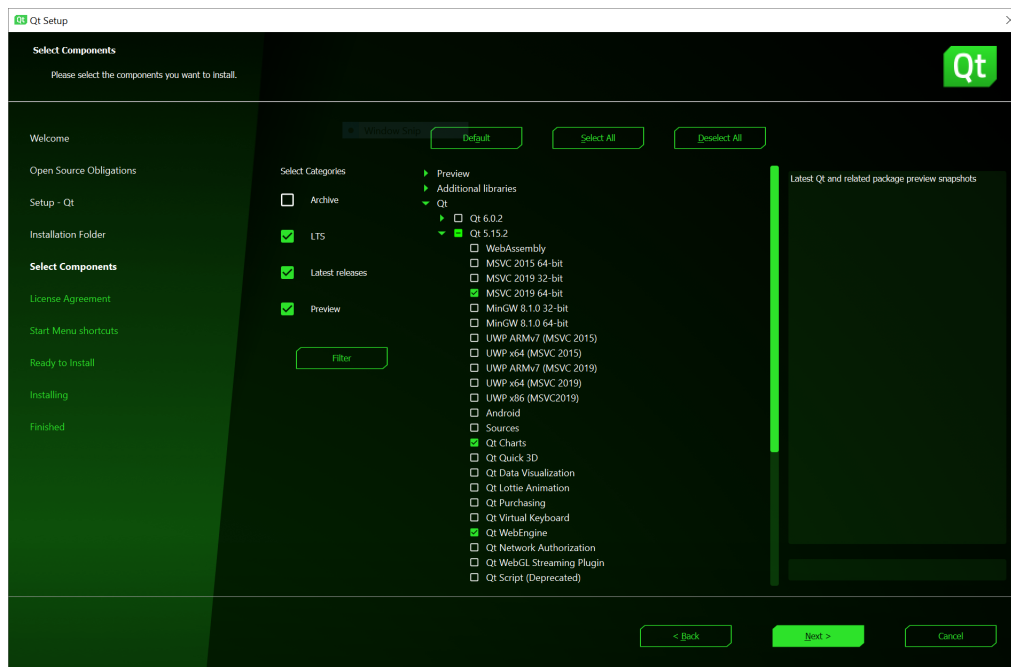 Qt Qt Setup
Select Components
Please select the components you want to install.
Qt
Welcome
Open Source Obligations
Setup - Qt
Installation Folder
Select Components
License Agreement
Start Menu shortcuts
Ready to Install
Installing
Finished
Window Snip
Default Select All Deselect All
Select Categories
Archive
LTS
Latest releases
Preview
Filter
Preview
Additional libraries
Qt
Qt 6.0.2
Qt 5.15.2
WebAssembly
MSVC 2015 64-bit
MSVC 2019 32-bit
MSVC 2019 64-bit
MinGW 8.1.0 32-bit
MinGW 8.1.0 64-bit
UWP ARMv7 (MSVC 2015)
UWP x64 (MSVC 2015)
UWP ARMv7 (MSVC 2019)
UWP x64 (MSVC 2019)
UWP x86 (MSVC2019)
Android
Sources
Qt Charts
Qt Quick 3D
Qt Data Visualization
Qt Lottie Animation
Qt Purchasing
Qt Virtual Keyboard
Qt WebEngine
Qt Network Authorization
Qt WebGL Streaming Plugin
Qt Script (Deprecated)
Latest Qt and related package preview snapshots
< Back Next > Cancel